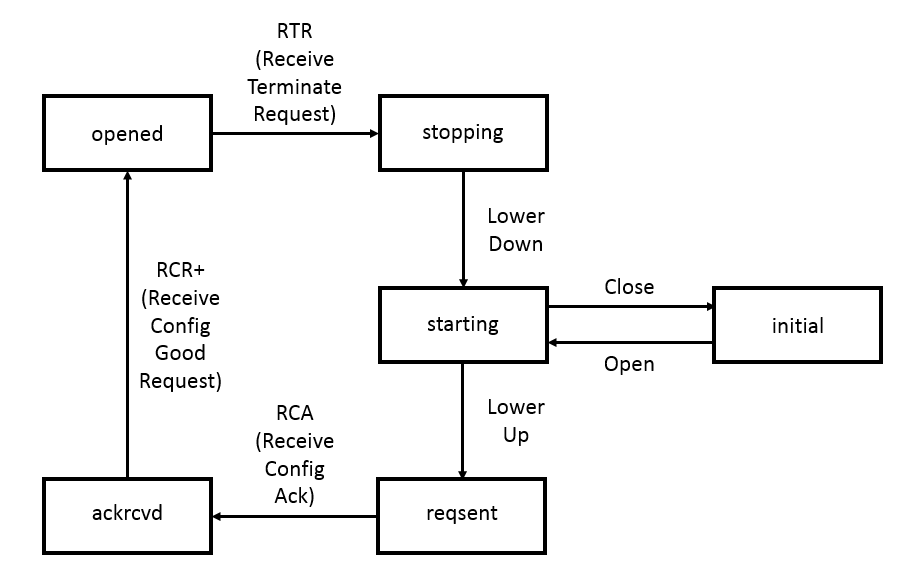 RTR
(Receive
Terminate
Request)
opened
stopping
Lower
Down
RCR+
(Receive
Config
Good
Request)
Close
starting
initial
Open
Lower
Up
RCA
(Receive
Config
Ack)
ackrcvd
reqsent